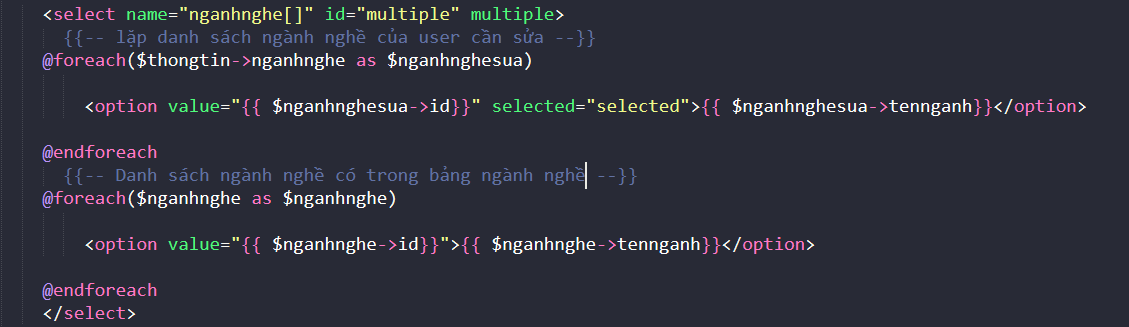 <select name="nganhnghe[]" id="multiple" multiple>
{{-- lặp danh sách ngành nghề của user cần sửa --}}
@foreach($thongtin->nganhnghe as $nganhnghesua)
<option value="{{ $nganhnghesua->id}}" selected="selected">{{ $nganhnghesua->tennganh}}</option>
@endforeach
{{-- Danh sách ngành nghề có trong bảng ngành nghề --}}
@foreach($nganhnghe as $nganhnghe)
<option value="{{ $nganhnghe->id}}">{{ $nganhnghe->tennganh}}</option>
@endforeach
</select>